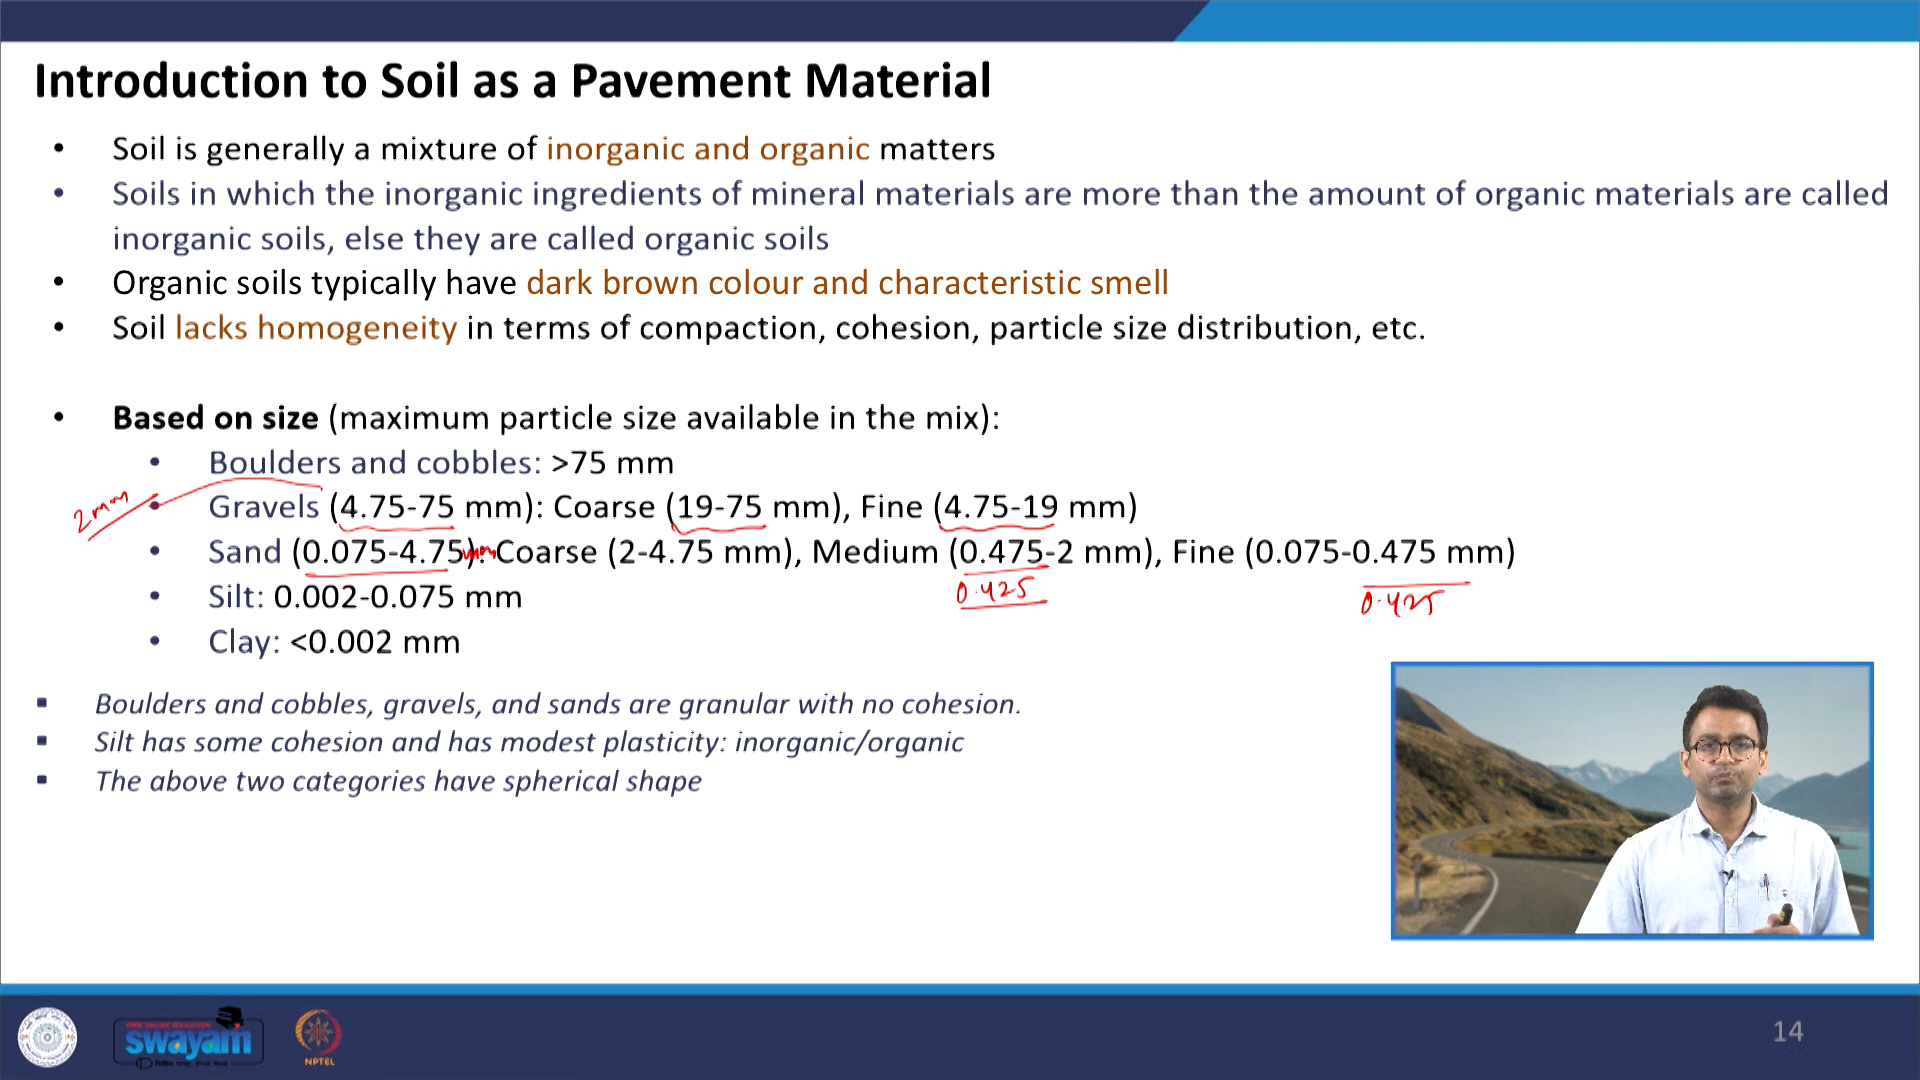 Introduction to Soil as a Pavement Material
• Soil is generally a mixture of inorganic and organic matters
• Soils in which the inorganic ingredients of mineral materials are more than the amount of organic materials are called
inorganic soils, else they are called organic soils
• Organic soils typically have dark brown colour and characteristic smell
• Soil lacks homogeneity in terms of compaction, cohesion, particle size distribution, etc.
• Based on size (maximum particle size available in the mix):
• Boulders and cobbles: >75 mm
2mm
• Gravels (4.75-75 mm): Coarse (19-75 mm), Fine (4.75-19 mm)
• Sand (0.075-4.75)mm: Coarse (2-4.75 mm), Medium (0.475-2 mm), Fine (0.075-0.475 mm)
0.425 0.425
• Silt: 0.002-0.075 mm
• Clay: <0.002 mm
▪ Boulders and cobbles, gravels, and sands are granular with no cohesion.
▪ Silt has some cohesion and has modest plasticity: inorganic/organic
▪ The above two categories have spherical shape
swayam
NPTEL
14